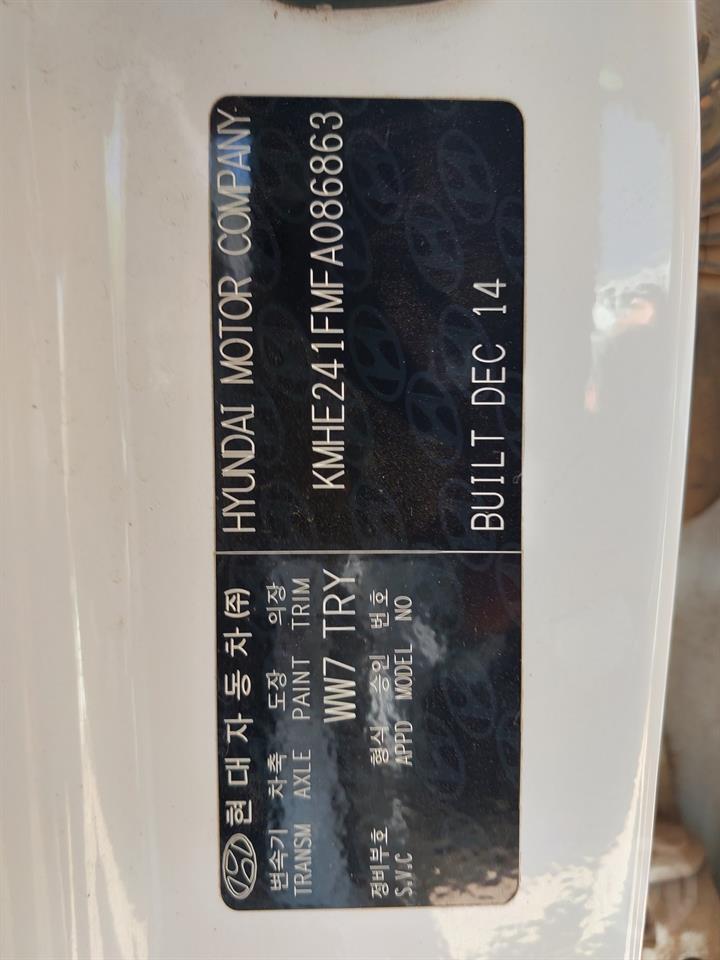 현대자동차(주)
변속기 차축 도장 의장
TRANSM AXLE PAINT TRIM
WW7 TRY
정비부호 형식 승인 번호
S.V.C APPD MODEL NO
HYUNDAI MOTOR COMPANY
KMHE241FMFA086863
BUILT DEC 14